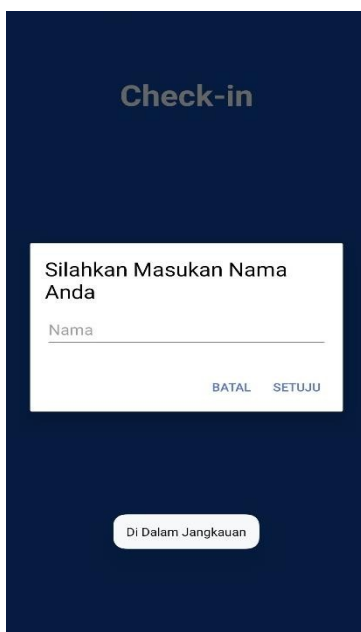 Check-in
Silahkan Masukan Nama
Anda
Nama
BATAL SETUJU
Di Dalam Jangkauan